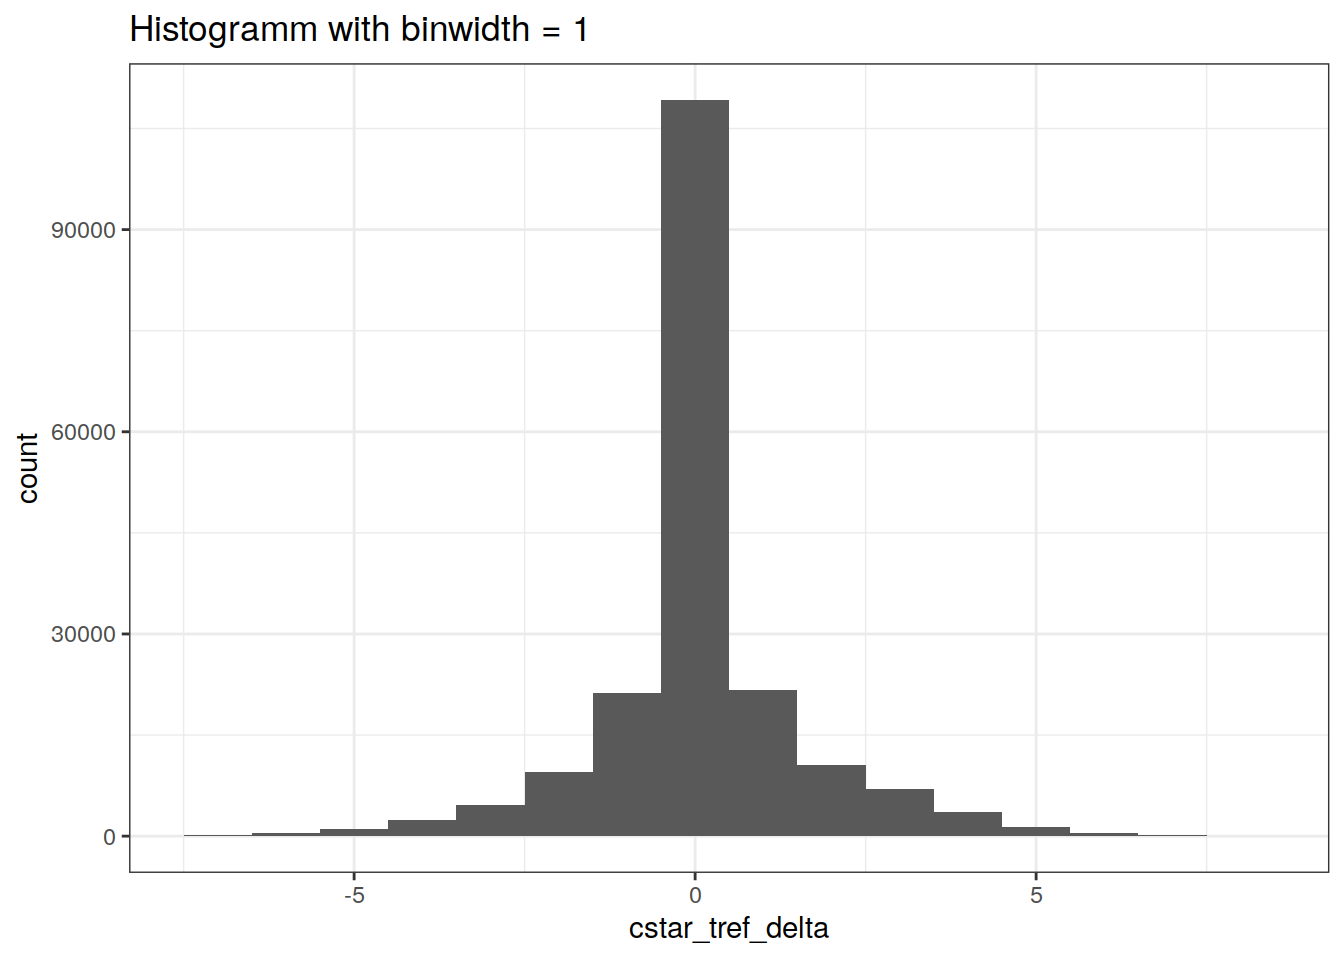 Histogramm with binwidth = 1
90000
60000
30000
0
count
-5
0
5
cstar_tref_delta